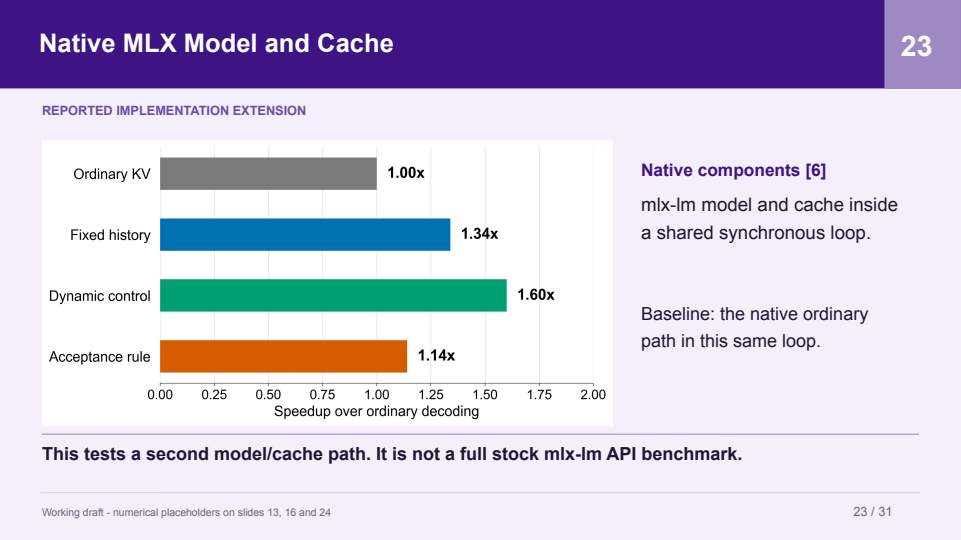 Native MLX Model and Cache
23
REPORTED IMPLEMENTATION EXTENSION
Ordinary KV
1.00x
Fixed history
1.34x
Dynamic control
1.60x
Acceptance rule
1.14x
0.00 0.25 0.50 0.75 1.00 1.25 1.50 1.75 2.00
Speedup over ordinary decoding
Native components [6]
mlx-lm model and cache inside
a shared synchronous loop.
Baseline: the native ordinary
path in this same loop.
This tests a second model/cache path. It is not a full stock mlx-lm API benchmark.
Working draft - numerical placeholders on slides 13, 16 and 24
23 / 31